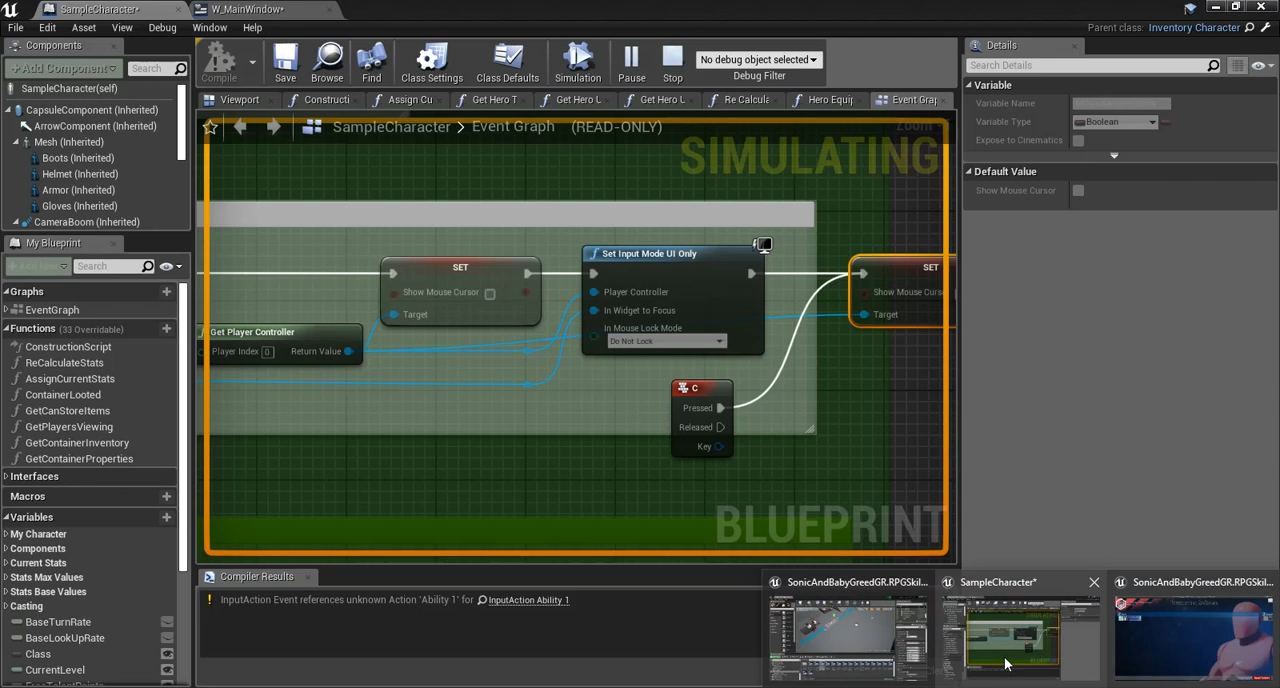 SampleCharacter*
W_MainWindow*
File Edit Asset View Debug Window Help
Parent class: Inventory Character
Components
+Add Component
Search
SampleCharacter(self)
CapsuleComponent (Inherited)
ArrowComponent (Inherited)
Mesh (Inherited)
Boots (Inherited)
Helmet (Inherited)
Armor (Inherited)
Gloves (Inherited)
CameraBoom (Inherited)
My Blueprint
Search
Graphs
EventGraph
Functions (33 Overridable)
ConstructionScript
ReCalculateStats
AssignCurrentStats
ContainerLooted
GetCanStoreItems
GetPlayersViewing
GetContainerInventory
GetContainerProperties
Interfaces
Macros
Variables
My Character
Components
Current Stats
Stats Max Values
Stats Base Values
Casting
BaseTurnRate
BaseLookUpRate
Class
CurrentLevel
Compile
Save
Browse
Find
Class Settings
Class Defaults
Simulation
Pause
Stop
No debug object selected
Debug Filter
Viewport
Constructi
Assign Cu
Get Hero T
Get Hero L
Get Hero L
Re Calcula
Hero Equip
Event Grap
SampleCharacter > Event Graph (READ-ONLY)
Zoom
SIMULATING
SET
Show Mouse Cursor
Target
Get Player Controller
Player Index 0
Return Value
Set Input Mode UI Only
Player Controller
In Widget to Focus
In Mouse Lock Mode
Do Not Lock
SET
Show Mouse Curso
Target
C
Pressed
Released
Key
BLUEPRINT
Compiler Results
InputAction Event references unknown Action 'Ability 1' for InputAction Ability 1
Details
Search Details
Variable
Variable Name
Variable Type
Boolean
Expose to Cinematics
Default Value
Show Mouse Cursor
SonicAndBabyGreedGR.RPGSkil...
SampleCharacter*
SonicAndBabyGreedGR.RPGSkil...